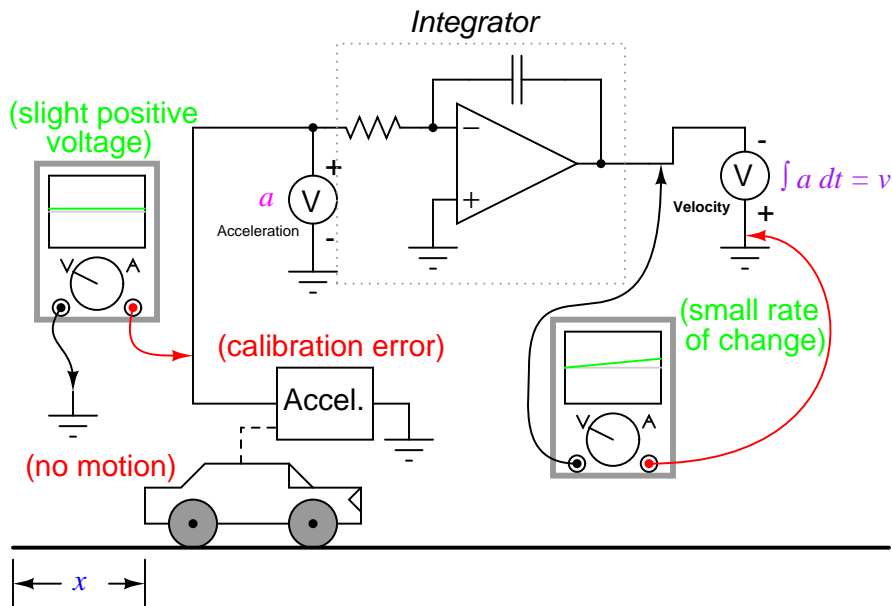 Integrator
(slight positive
voltage)
+
a
V
Acceleration
-
−
+
-
V
Velocity
+
∫ a dt = v
V A
(small rate
of change)
V A
(calibration error)
Accel.
(no motion)
x